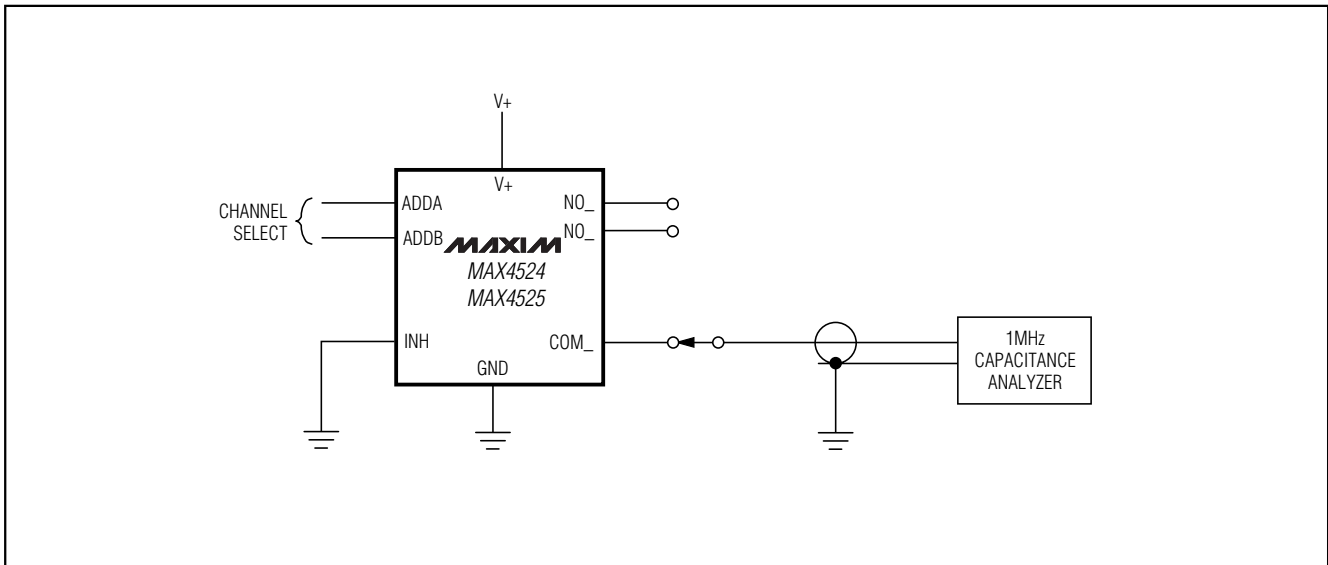 V+
V+
CHANNEL
SELECT
ADDA
ADDB
NO_
NO_
MAXIM
MAX4524
MAX4525
INH
COM_
GND
1MHz
CAPACITANCE
ANALYZER